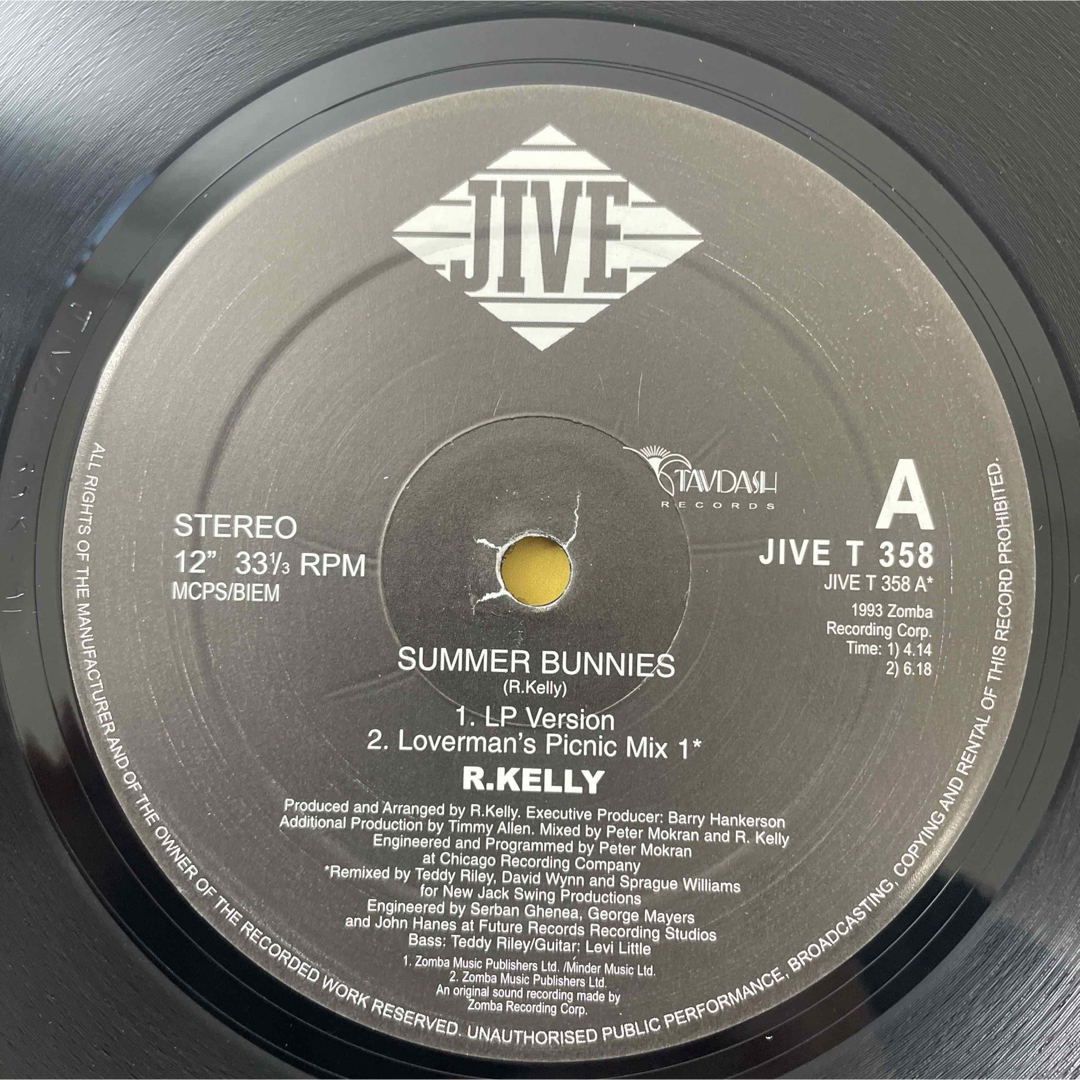 JIVE
TAVDASH
RECORDS
A
STEREO
12” 33⅓ RPM
MCPS/BIEM
JIVE T 358
JIVE T 358 A*
1993 Zomba
Recording Corp.
Time: 1) 4.14
2) 6.18
SUMMER BUNNIES
(R.Kelly)
1. LP Version
2. Loverman's Picnic Mix 1*
R.KELLY
Produced and Arranged by R.Kelly. Executive Producer: Barry Hankerson
Additional Production by Timmy Allen. Mixed by Peter Mokran and R. Kelly
Engineered and Programmed by Peter Mokran
at Chicago Recording Company
*Remixed by Teddy Riley, David Wynn and Sprague Williams
for New Jack Swing Productions
Engineered by Serban Ghenea, George Mayers
and John Hanes at Future Records Recording Studios
Bass: Teddy Riley/Guitar: Levi Little
1. Zomba Music Publishers Ltd. /Minder Music Ltd.
2. Zomba Music Publishers Ltd.
An original sound recording made by
Zomba Recording Corp.
ALL RIGHTS OF THE MANUFACTURER AND OF THE OWNER OF THE RECORDED WORK RESERVED. UNAUTHORISED PUBLIC PERFORMANCE, BROADCASTING, COPYING AND RENTAL OF THIS RECORD PROHIBITED.